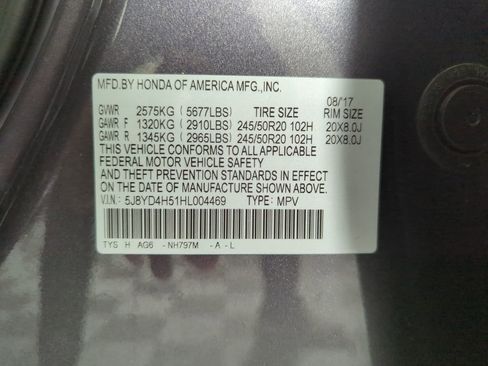 MFD.BY HONDA OF AMERICA MFG.,INC.
08/'17
GVWR 2575KG (5677LBS) TIRE SIZE RIM SIZE
GAWR F 1320KG (2910LBS) 245/50R20 102H 20X8.0J
GAWR R 1345KG (2965LBS) 245/50R20 102H 20X8.0J
THIS VEHICLE CONFORMS TO ALL APPLICABLE
FEDERAL MOTOR VEHICLE SAFETY
AND THEFT PREVENTION STANDARDS IN EFFECT
ON THE DATE OF MANUFACTURE SHOWN ABOVE.
V.I.N.: 5J8YD4H51HL004469 TYPE: MPV
TYS H AG6 - NH797M - A - L